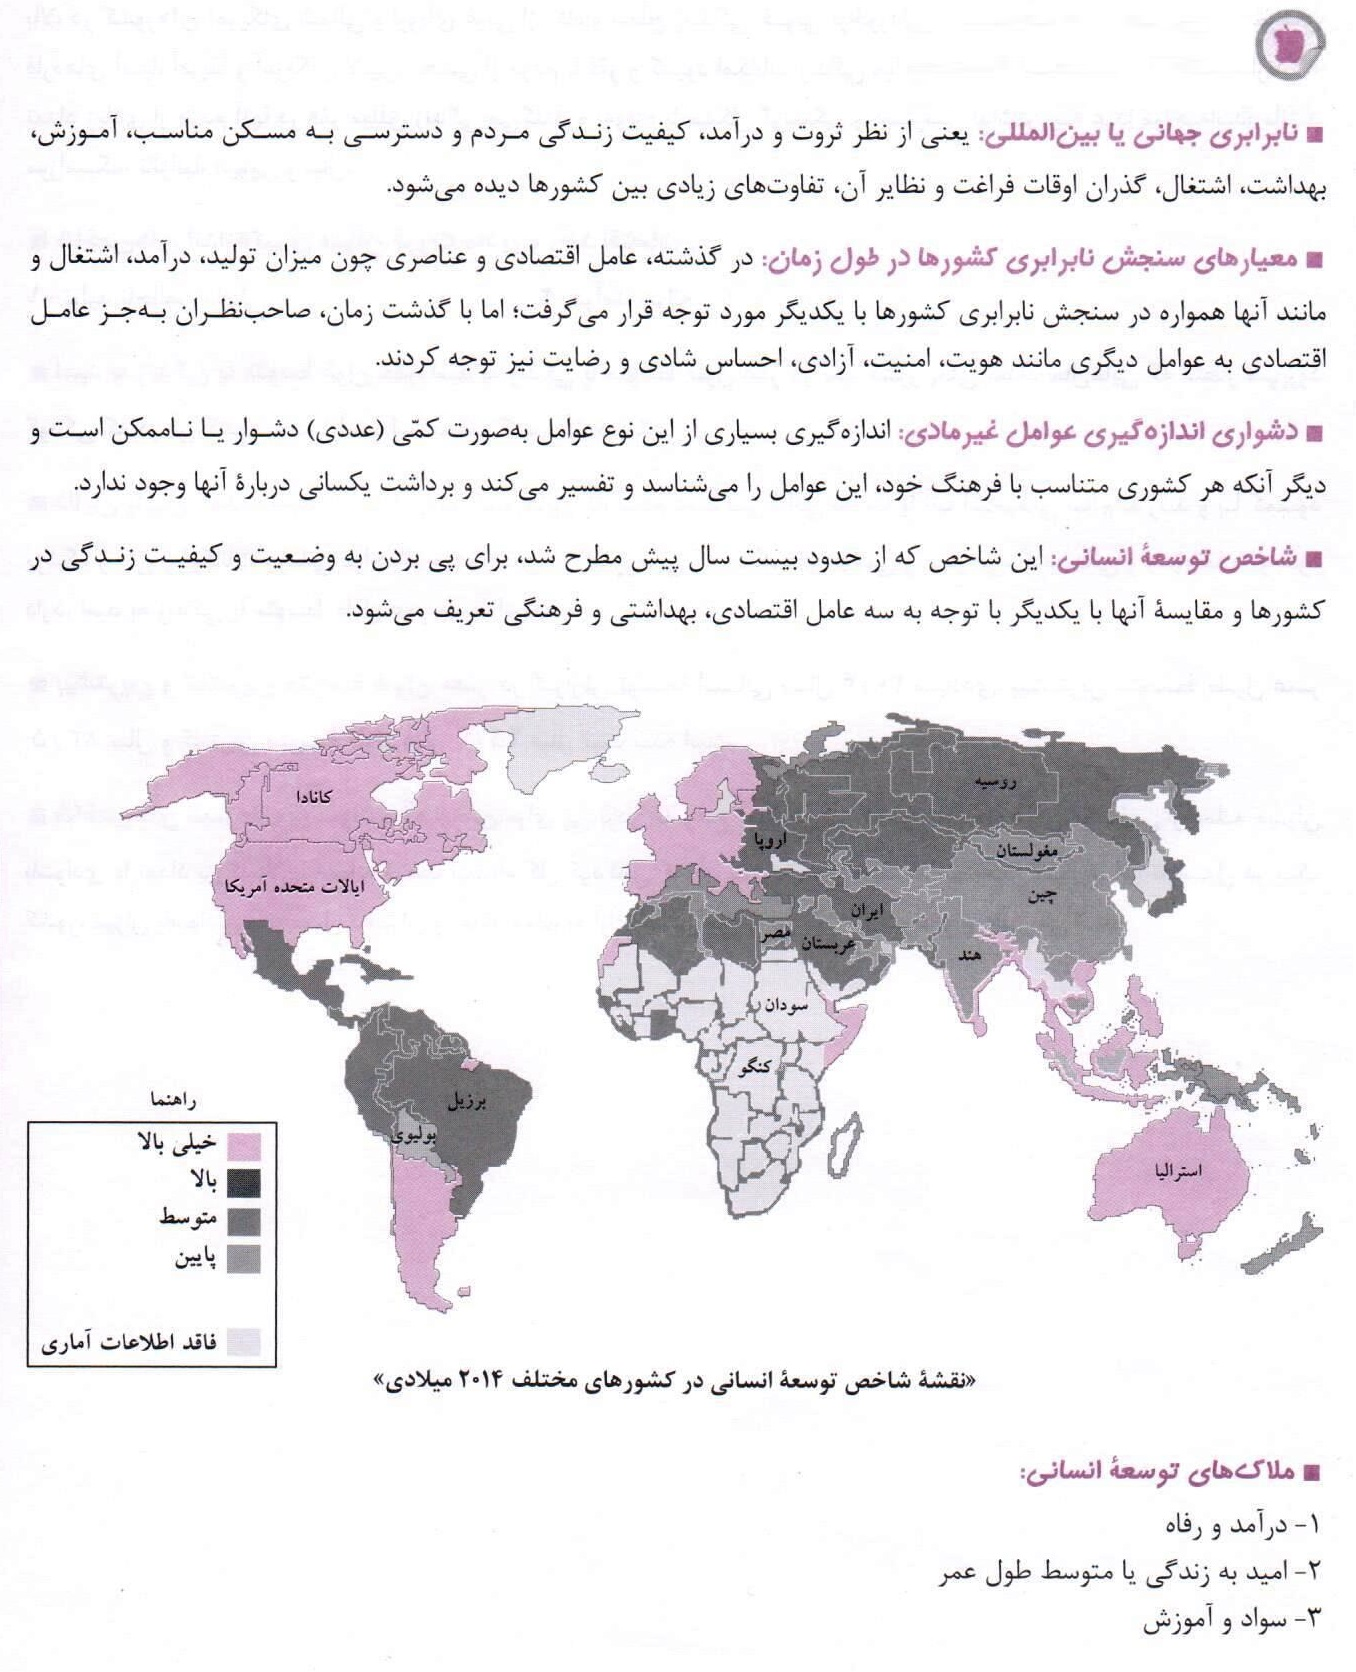 ■ نابرابری جهانی یا بین‌المللی: یعنی از نظر ثروت و درآمد، کیفیت زندگی مردم و دسترسی به مسکن مناسب، آموزش،
بهداشت، اشتغال، گذران اوقات فراغت و نظایر آن، تفاوت‌های زیادی بین کشورها دیده می‌شود.
■ معیارهای سنجش نابرابری کشورها در طول زمان: در گذشته، عامل اقتصادی و عناصری چون میزان تولید، درآمد، اشتغال و
مانند آنها همواره در سنجش نابرابری کشورها با یکدیگر مورد توجه قرار می‌گرفت؛ اما با گذشت زمان، صاحب‌نظران به‌جز عامل
اقتصادی به عوامل دیگری مانند هویت، امنیت، آزادی، احساس شادی و رضایت نیز توجه کردند.
■ دشواری اندازه‌گیری عوامل غیرمادی: اندازه‌گیری بسیاری از این نوع عوامل به‌صورت کمّی (عددی) دشوار یا ناممکن است و
دیگر آنکه هر کشوری متناسب با فرهنگ خود، این عوامل را می‌شناسد و تفسیر می‌کند و برداشت یکسانی دربارهٔ آنها وجود ندارد.
■ شاخص توسعهٔ انسانی: این شاخص که از حدود بیست سال پیش مطرح شد، برای پی بردن به وضعیت و کیفیت زندگی در
کشورها و مقایسهٔ آنها با یکدیگر با توجه به سه عامل اقتصادی، بهداشتی و فرهنگی تعریف می‌شود.
روسیه
کانادا
اروپا
مغولستان
ایالات متحده آمریکا
چین
ایران
مصر
عربستان
هند
سودان
کنگو
برزیل
بولیوی
استرالیا
راهنما
خیلی بالا
بالا
متوسط
پایین
فاقد اطلاعات آماری
«نقشهٔ شاخص توسعهٔ انسانی در کشورهای مختلف ۲۰۱۴ میلادی»
■ ملاک‌های توسعهٔ انسانی:
۱- درآمد و رفاه
۲- امید به زندگی یا متوسط طول عمر
۳- سواد و آموزش